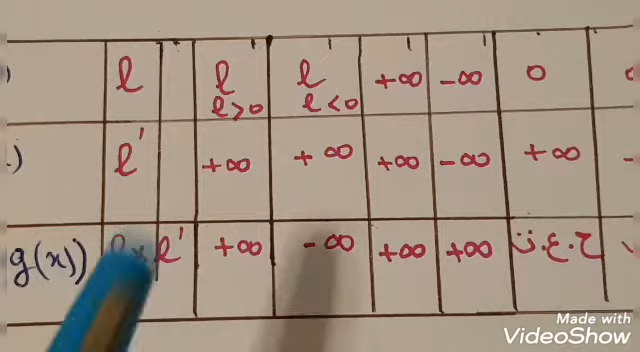 ) l l l>0 l l<0 +∞ -∞ 0
.) l' +∞ +∞ +∞ -∞ +∞ -
g(x)) l×l' +∞ -∞ +∞ +∞ ح.ع.ت
Made with
VideoShow